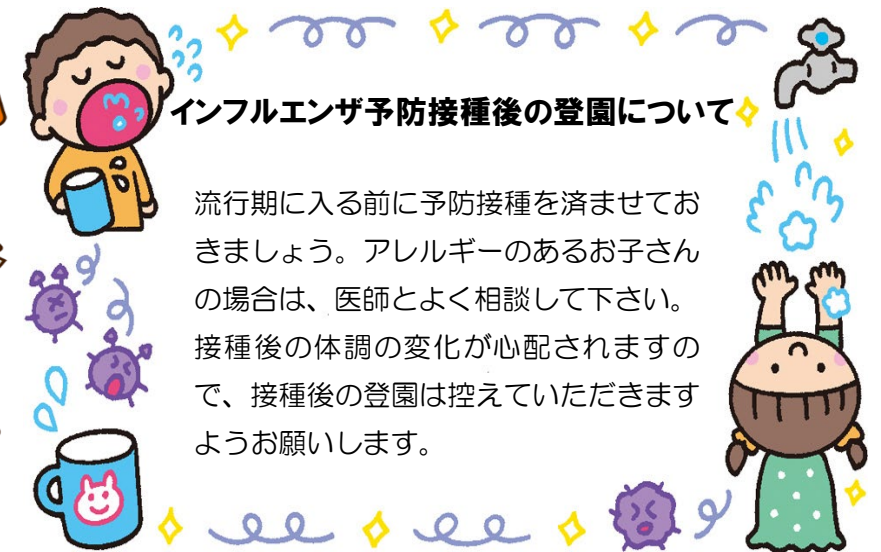 インフルエンザ予防接種後の登園について
流行期に入る前に予防接種を済ませてお
きましょう。アレルギーのあるお子さん
の場合は、医師とよく相談して下さい。
接種後の体調の変化が心配されますの
で、接種後の登園は控えていただきます
ようお願いします。